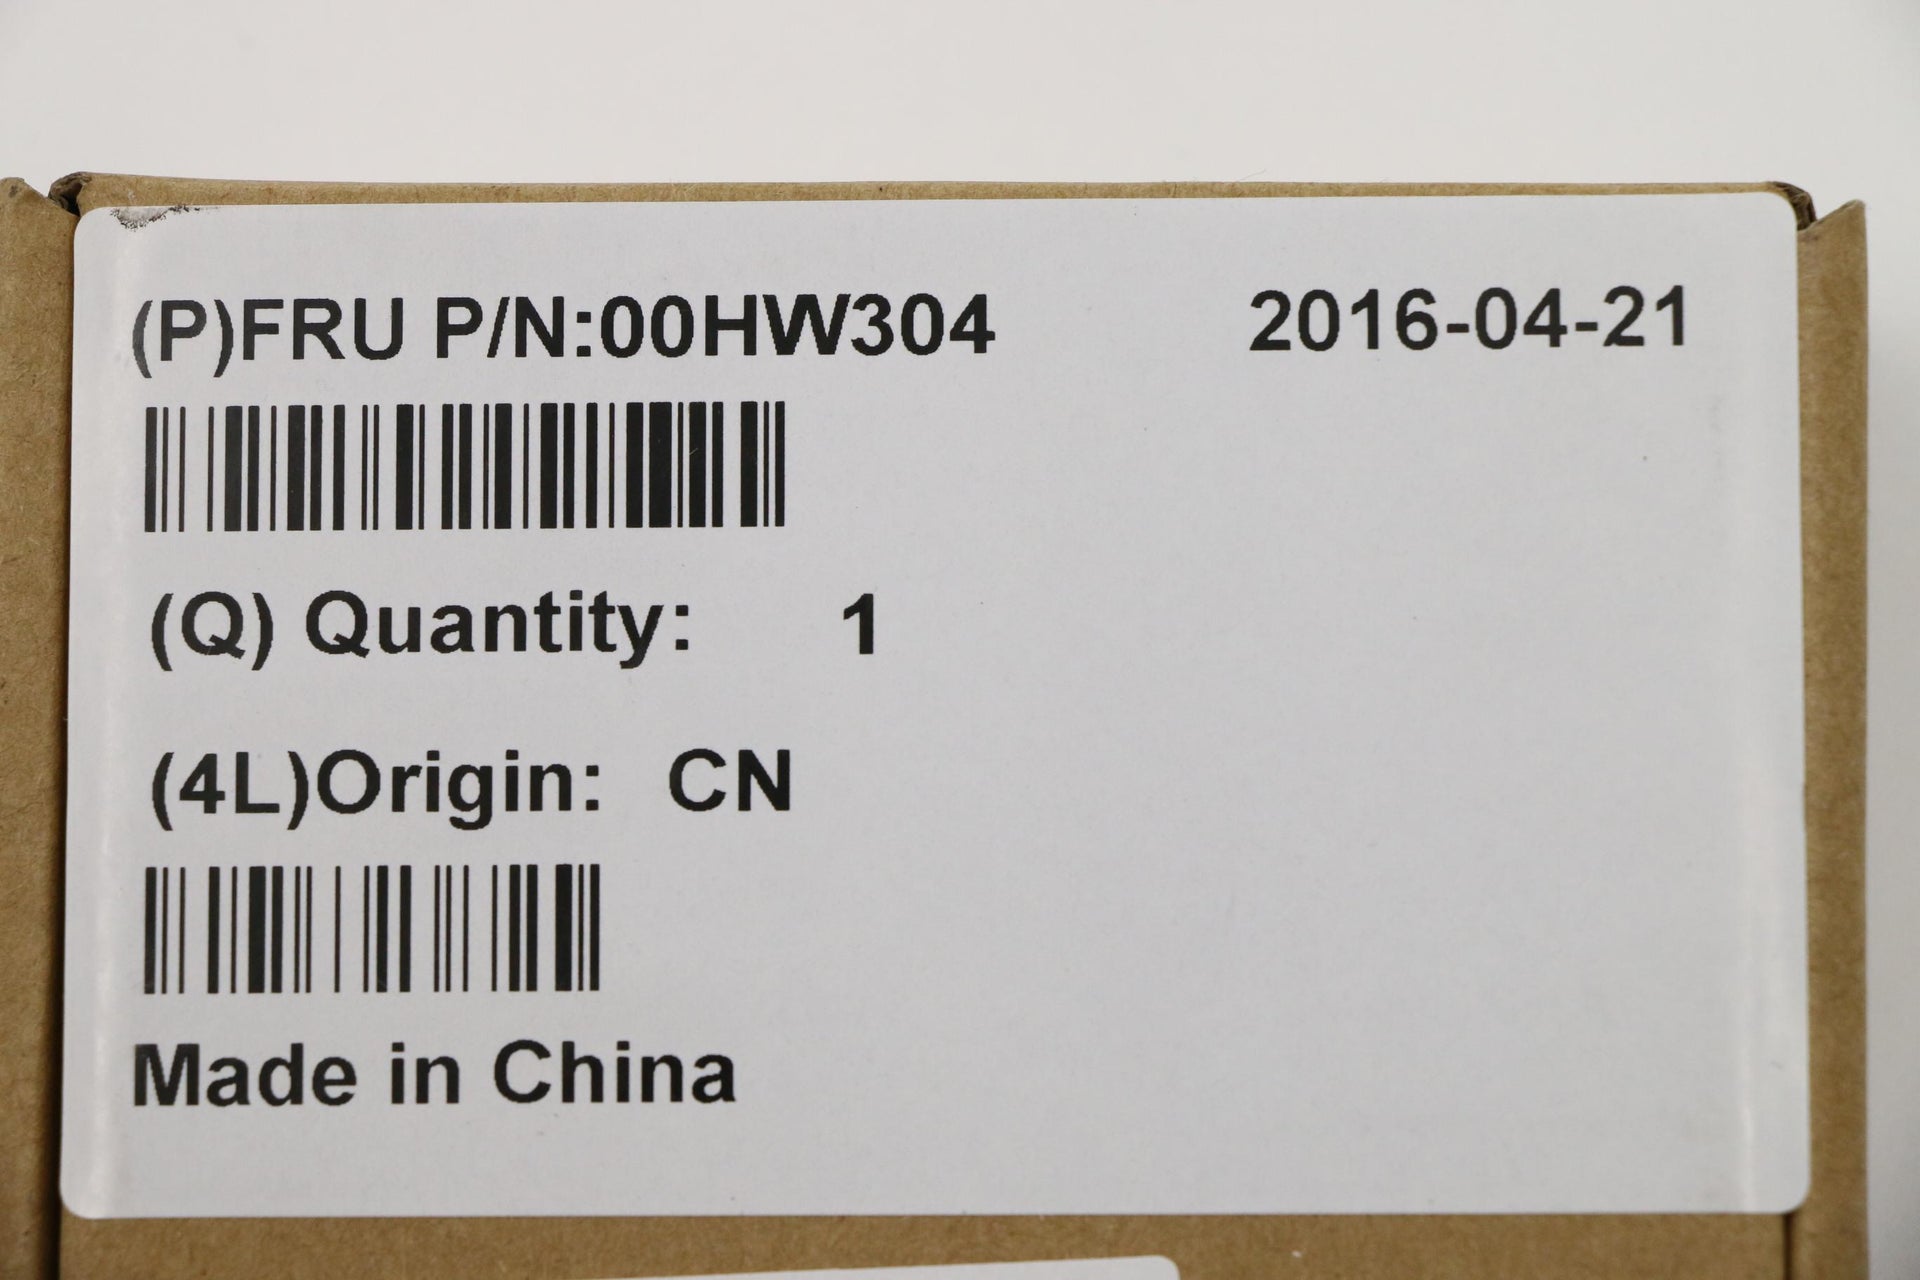 (P)FRU P/N:00HW304 2016-04-21
(Q) Quantity: 1
(4L)Origin: CN
Made in China